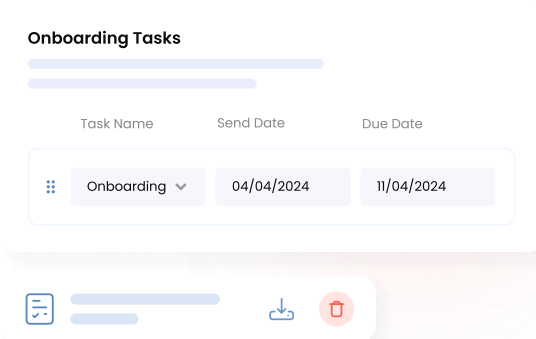 Onboarding Tasks
Task Name Send Date Due Date
Onboarding 04/04/2024 11/04/2024